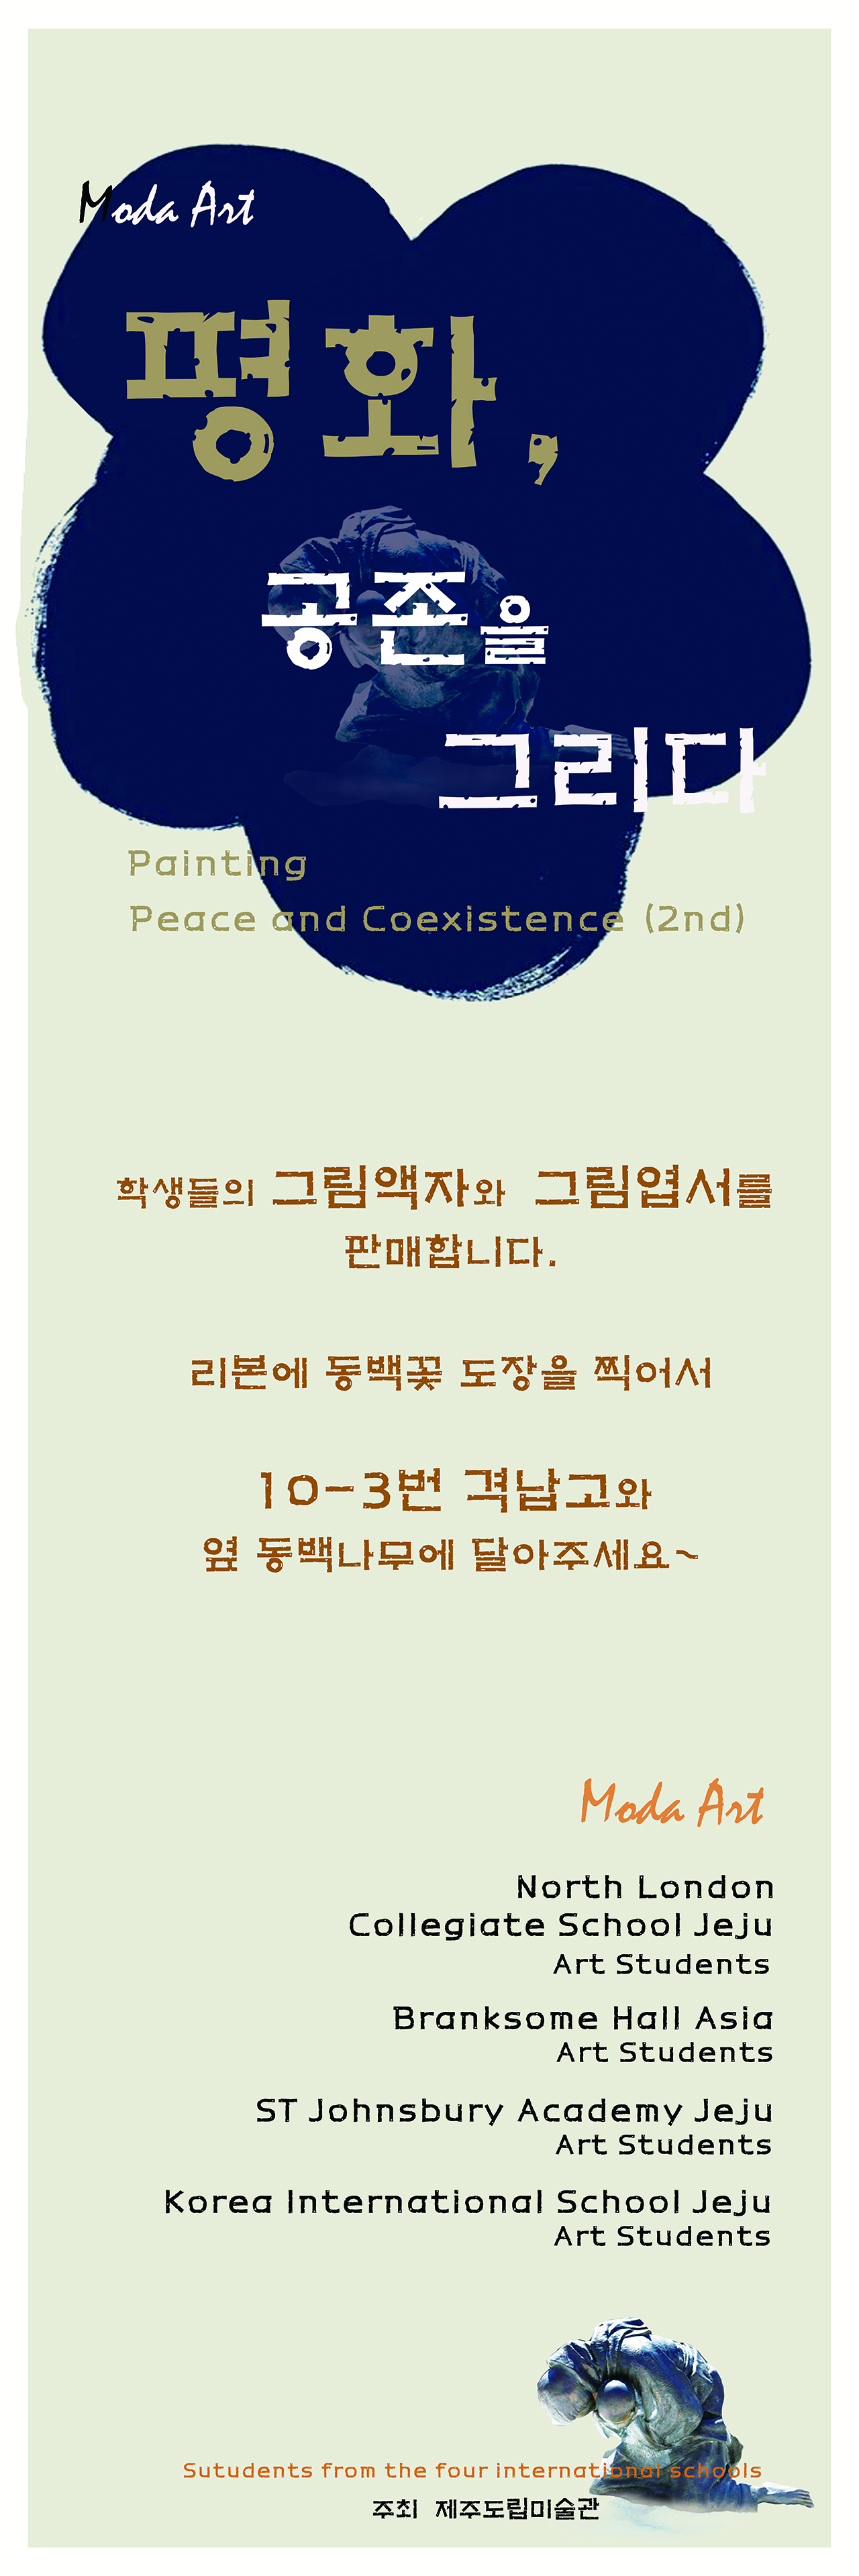 Moda Art
평화,
공존을
그리다
Painting
Peace and Coexistence (2nd)
학생들의 그림액자와 그림엽서를
판매합니다.
리본에 동백꽃 도장을 찍어서
10-3번 격납고와
옆 동백나무에 달아주세요~
Moda Art
North London
Collegiate School Jeju
Art Students
Branksome Hall Asia
Art Students
ST Johnsbury Academy Jeju
Art Students
Korea International School Jeju
Art Students
Sutudents from the four international schools
주최 제주도립미술관